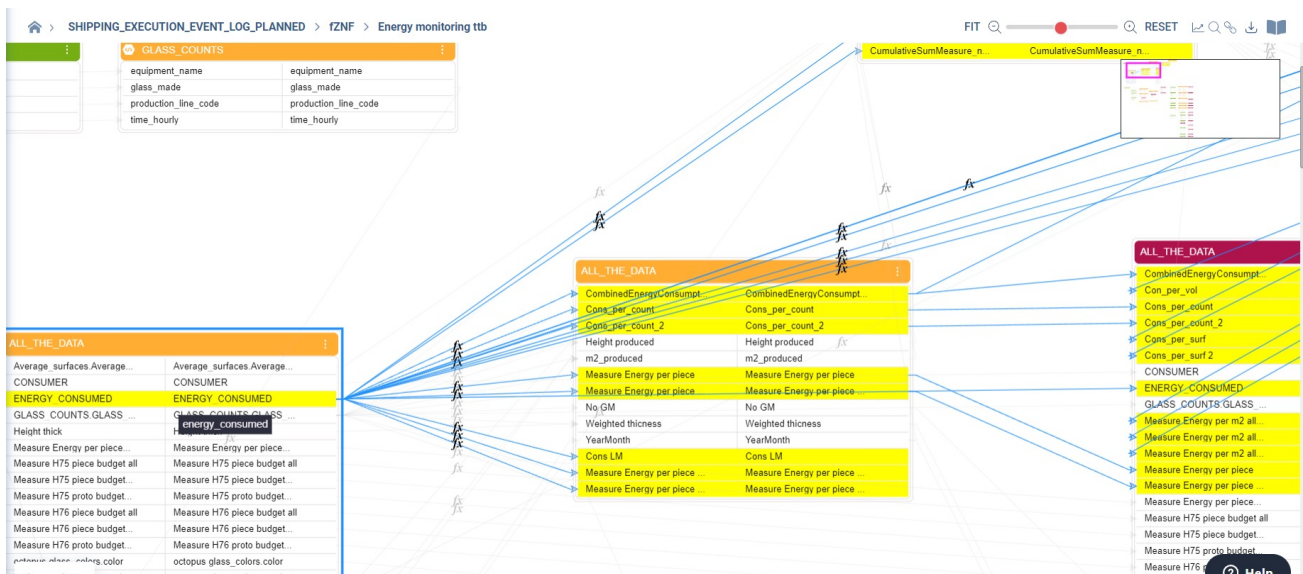 SHIPPING_EXECUTION_EVENT_LOG_PLANNED > fZNF > Energy monitoring ttb
FIT RESET
GLASS_COUNTS
equipment_name equipment_name
glass_made glass_made
production_line_code production_line_code
time_hourly time_hourly
CumulativeSumMeasure_n... CumulativeSumMeasure_n...
ALL_THE_DATA
Average_surfaces.Average... Average_surfaces.Average...
CONSUMER CONSUMER
ENERGY_CONSUMED ENERGY_CONSUMED
GLASS_COUNTS.GLASS_...
energy_consumed
Height thick
Measure Energy per piece... Measure Energy per piece...
Measure H75 piece budget all Measure H75 piece budget all
Measure H75 piece budget... Measure H75 piece budget...
Measure H75 proto budget... Measure H75 proto budget...
Measure H76 piece budget all Measure H76 piece budget all
Measure H76 piece budget... Measure H76 piece budget...
Measure H76 proto budget... Measure H76 proto budget...
octopus glass_colors.color octopus glass_colors.color
ALL_THE_DATA
CombinedEnergyConsumpt... CombinedEnergyConsumpt...
Cons_per_count Cons_per_count
Cons_per_count_2 Cons_per_count_2
Height produced Height produced
m2_produced m2_produced
Measure Energy per piece Measure Energy per piece
Measure Energy per piece... Measure Energy per piece...
No GM No GM
Weighted thicness Weighted thicness
YearMonth YearMonth
Cons LM Cons LM
Measure Energy per piece ... Measure Energy per piece ...
Measure Energy per piece ... Measure Energy per piece ...
ALL_THE_DATA
CombinedEnergyConsumpt...
Con_per_vol
Cons_per_count
Cons_per_count_2
Cons_per_surf
Cons_per_surf 2
CONSUMER
ENERGY_CONSUMED
GLASS_COUNTS.GLASS_...
Measure Energy per m2 all...
Measure Energy per m2 all...
Measure Energy per m2 all...
Measure Energy per piece
Measure Energy per piece ...
Measure Energy per piece...
Measure H75 piece budget all
Measure H75 piece budget...
Measure H75 proto budget...
Measure H76
Help